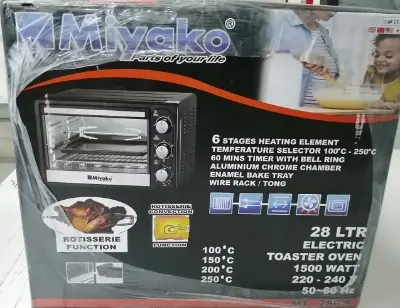 Miyako®
Parts of your life
6 STAGES HEATING ELEMENT
TEMPERATURE SELECTOR 100°C - 250°C
60 MINS TIMER WITH BELL RING
ALUMINIUM CHROME CHAMBER
ENAMEL BAKE TRAY
WIRE RACK / TONG
Miyako
ROTISSERIE
CONVECTION
FUNCTION
ROTISSERIE
FUNCTION
100°C
150°C
200°C
250°C
28 LTR
ELECTRIC
TOASTER OVEN
1500 WATT
220 - 240 V
50~60 Hz